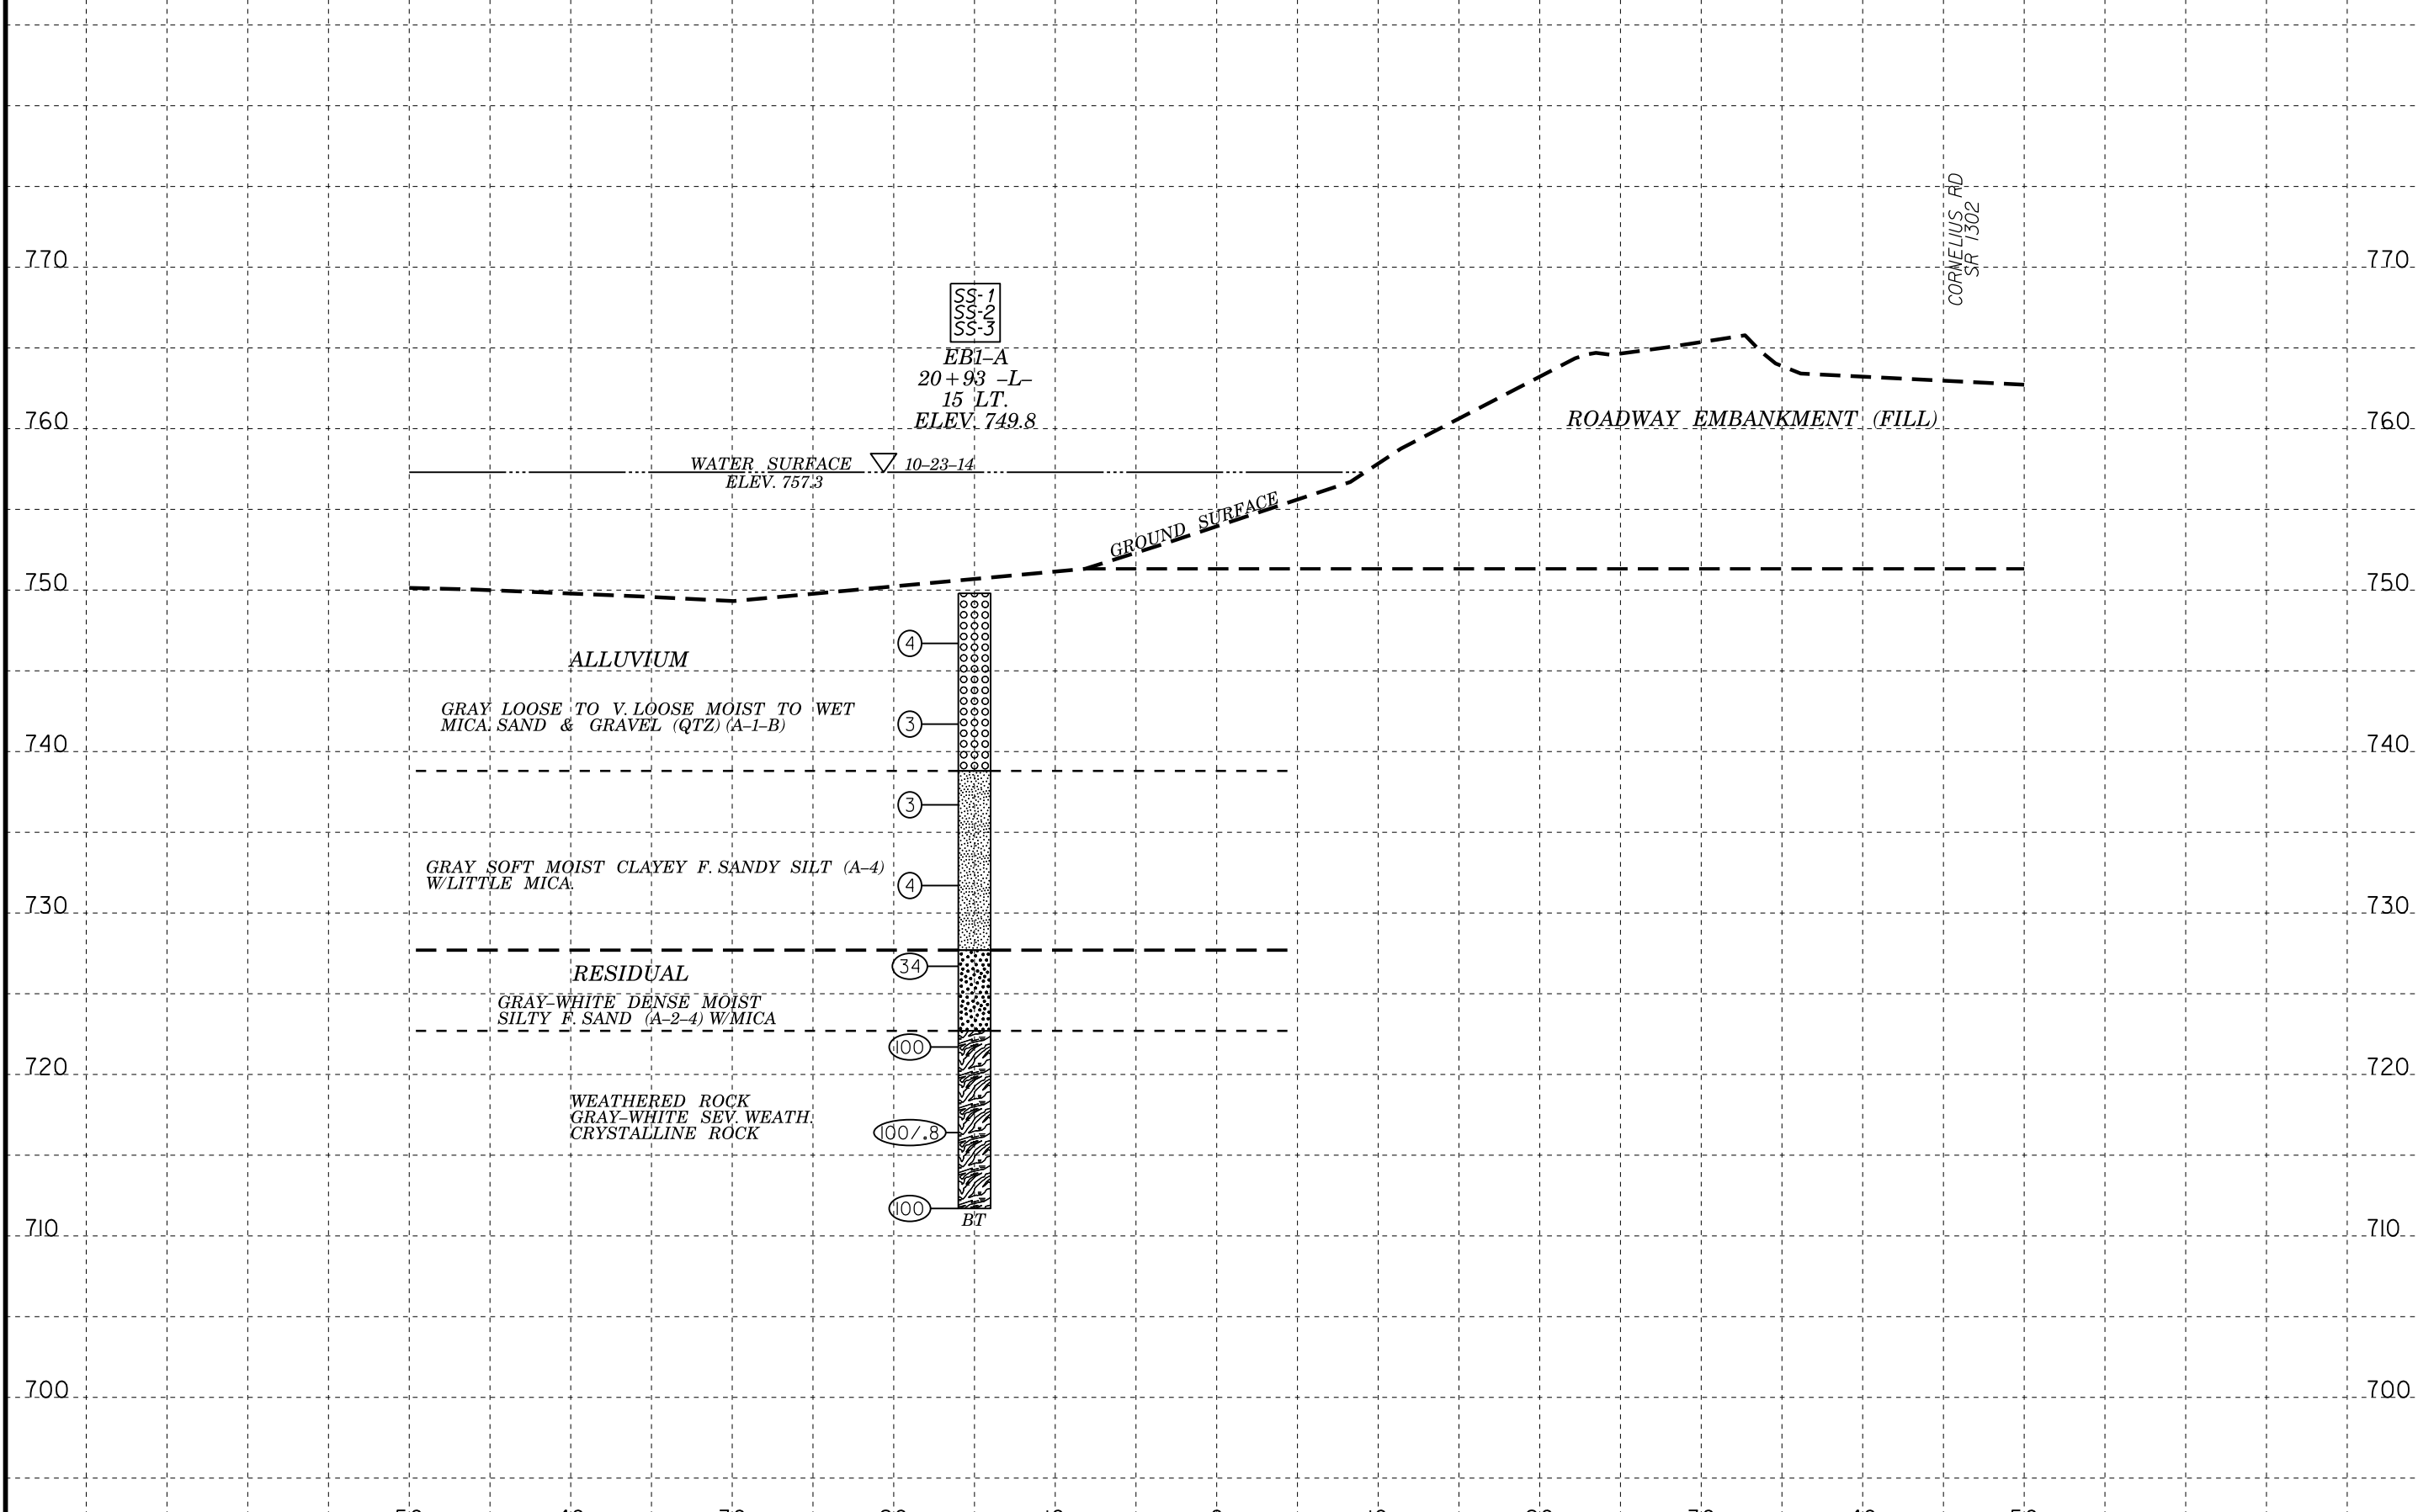 CORNELIUS RD
SR 1302
770 770
SS-1
SS-2
SS-3
EB1-A
20+93 -L-
15 LT.
ELEV. 749.8
760 760
ROADWAY EMBANKMENT (FILL)
WATER SURFACE 10-23-14
ELEV. 757.3
GROUND SURFACE
750 750
4
ALLUVIUM
GRAY LOOSE TO V. LOOSE MOIST TO WET
MICA. SAND & GRAVEL (QTZ) (A-1-B)
3
740 740
3
GRAY SOFT MOIST CLAYEY F. SANDY SILT (A-4)
W/LITTLE MICA.
4
730 730
34
RESIDUAL
GRAY-WHITE DENSE MOIST
SILTY F. SAND (A-2-4) W/MICA
100
720 720
WEATHERED ROCK
GRAY-WHITE SEV. WEATH.
CRYSTALLINE ROCK
100/.8
100
BT
710 710
700 700